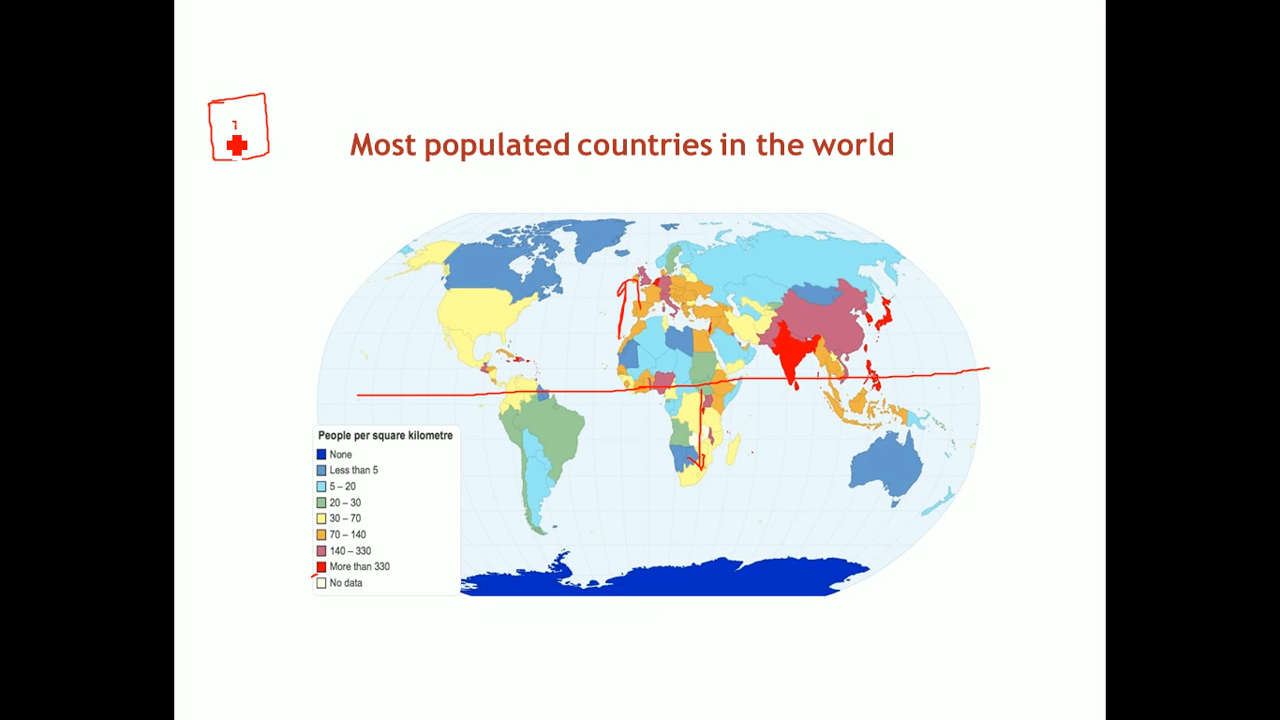 Most populated countries in the world
People per square kilometre
None
Less than 5
5 – 20
20 – 30
30 – 70
70 – 140
140 – 330
More than 330
No data